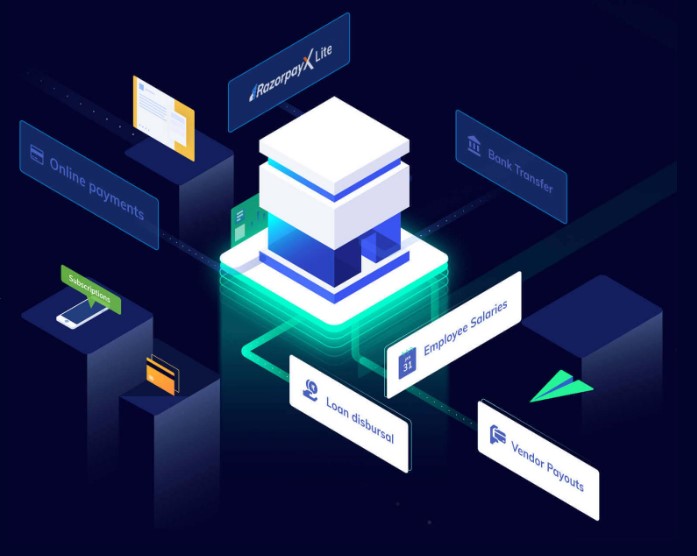 RazorpayX Lite
Online payments
Bank Transfer
Subscriptions
Employee Salaries
31
Loan disbursal
Vendor Payouts